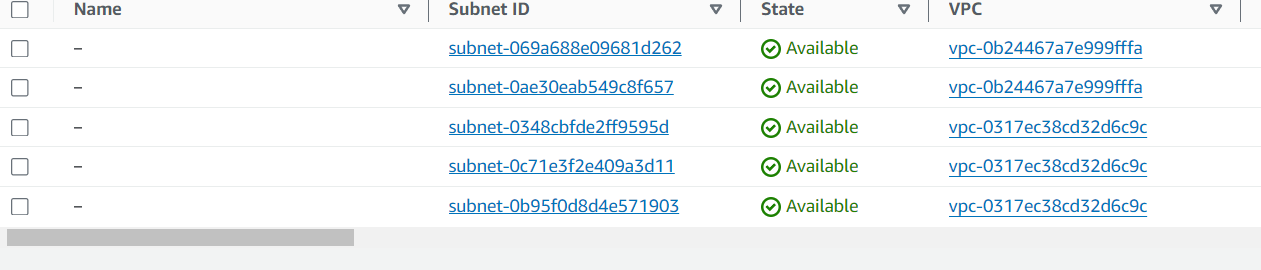 Name Subnet ID State VPC
– subnet-069a688e09681d262 Available vpc-0b24467a7e999fffa
– subnet-0ae30eab549c8f657 Available vpc-0b24467a7e999fffa
– subnet-0348cbfde2ff9595d Available vpc-0317ec38cd32d6c9c
– subnet-0c71e3f2e409a3d11 Available vpc-0317ec38cd32d6c9c
– subnet-0b95f0d8d4e571903 Available vpc-0317ec38cd32d6c9c